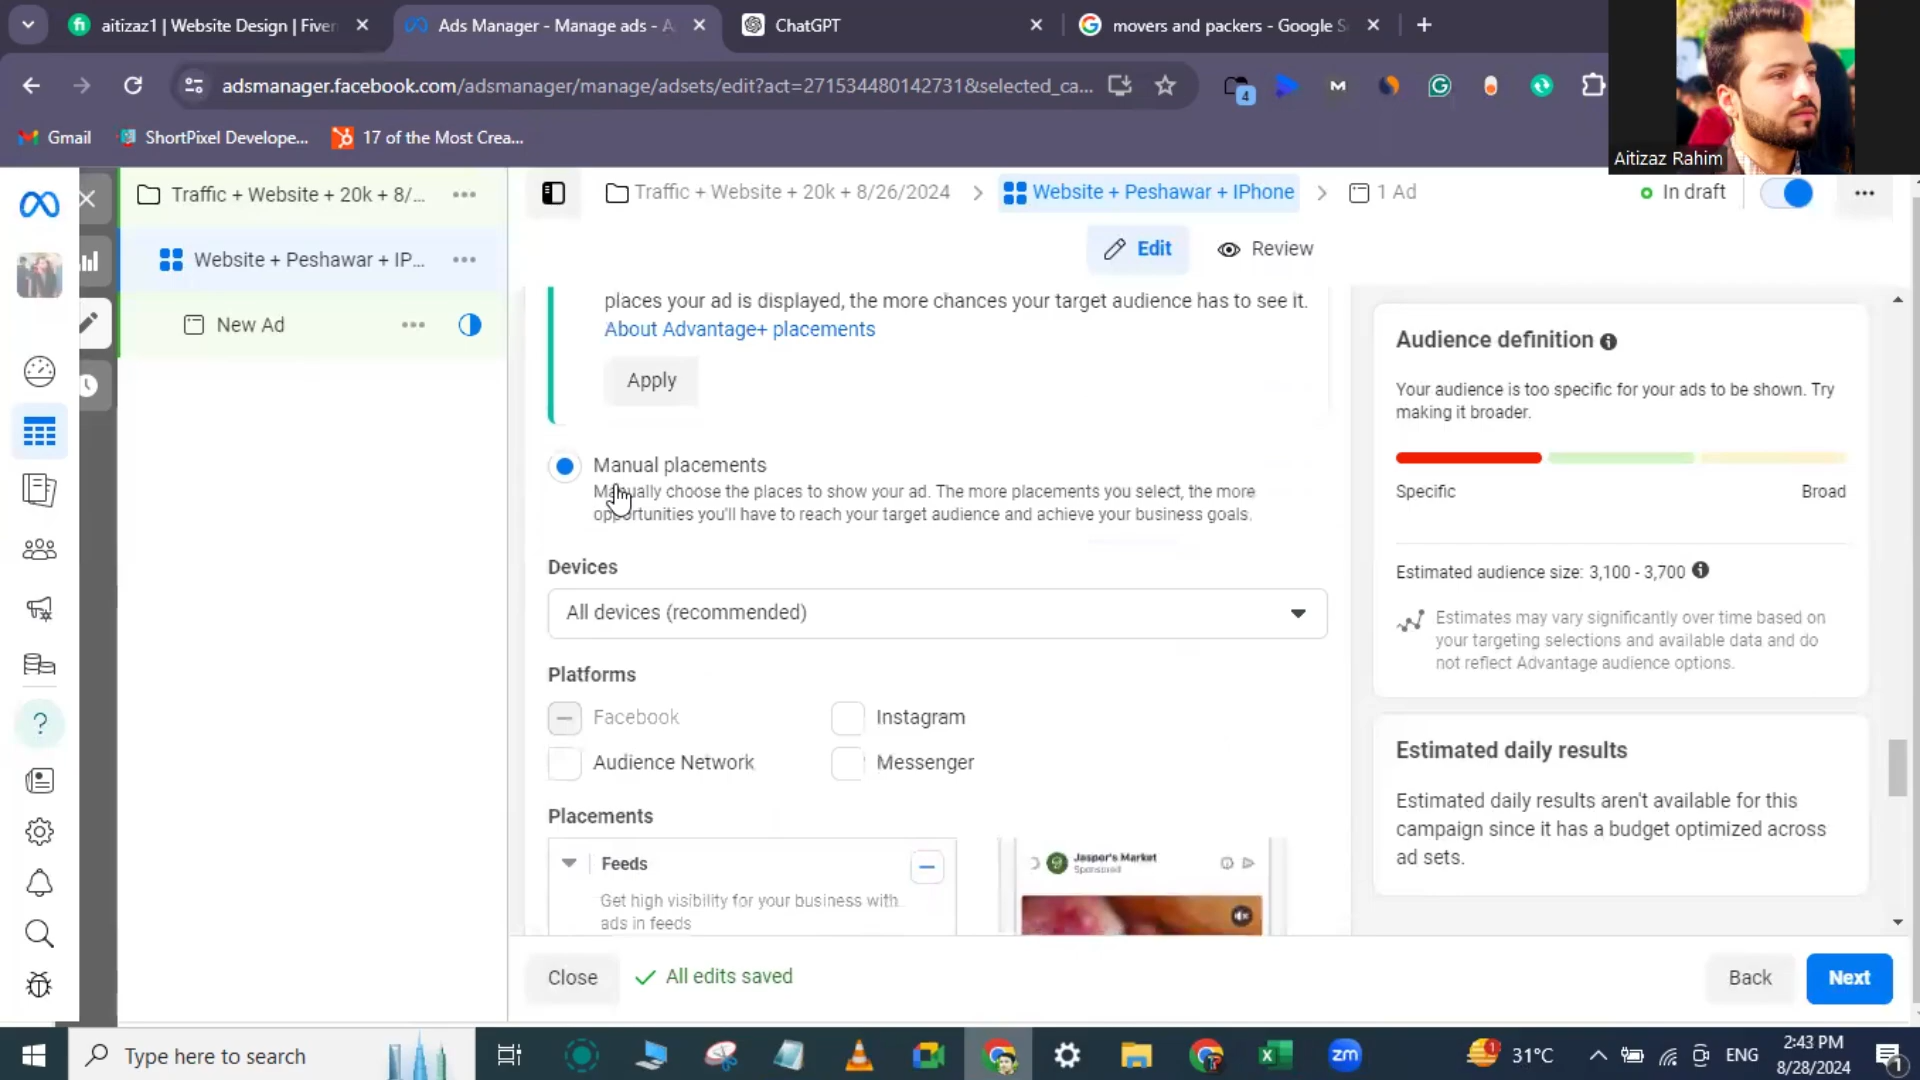 aitizaz1 | Website Design | Fiver
Ads Manager - Manage ads - A
ChatGPT
movers and packers - Google S
adsmanager.facebook.com/adsmanager/manage/adsets/edit?act=271534480142731&selected_ca...
4
Gmail
ShortPixel Develope...
17 of the Most Crea...
Aitizaz Rahim
Traffic + Website + 20k + 8/...
Website + Peshawar + IP...
New Ad
Traffic + Website + 20k + 8/26/2024
Website + Peshawar + IPhone
1 Ad
In draft
Edit
Review
places your ad is displayed, the more chances your target audience has to see it.
About Advantage+ placements
Apply
Manual placements
Manually choose the places to show your ad. The more placements you select, the more
opportunities you'll have to reach your target audience and achieve your business goals.
Devices
All devices (recommended)
Platforms
Facebook
Instagram
Audience Network
Messenger
Placements
Feeds
Get high visibility for your business with
ads in feeds
Jasper's Market
Sponsored
Audience definition
Your audience is too specific for your ads to be shown. Try
making it broader.
Specific
Broad
Estimated audience size: 3,100 - 3,700
Estimates may vary significantly over time based on
your targeting selections and available data and do
not reflect Advantage audience options.
Estimated daily results
Estimated daily results aren't available for this
campaign since it has a budget optimized across
ad sets.
Close
All edits saved
Back
Next
Type here to search
zm
1
31°C
ENG
2:43 PM
8/28/2024
1